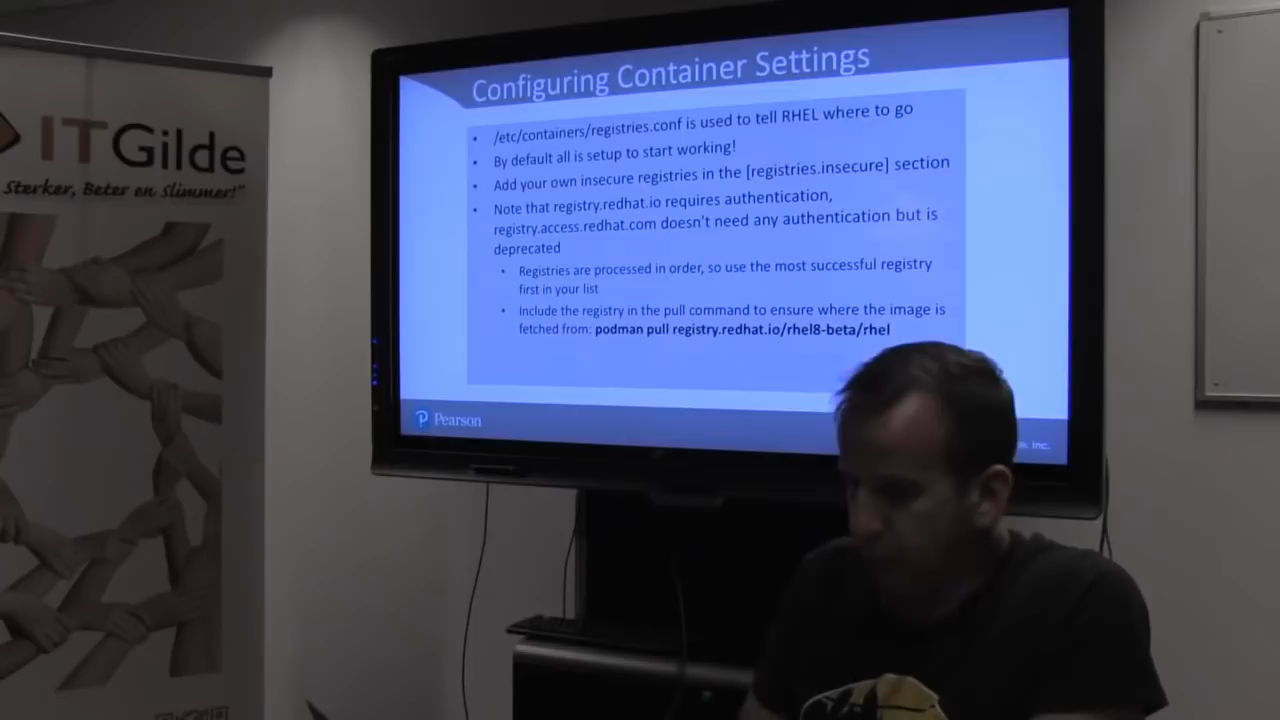 ITGilde
Sterker, Beter en Slimmer!"
Configuring Container Settings
• /etc/containers/registries.conf is used to tell RHEL where to go
• By default all is setup to start working!
• Add your own insecure registries in the [registries.insecure] section
• Note that registry.redhat.io requires authentication,
registry.access.redhat.com doesn't need any authentication but is
deprecated
• Registries are processed in order, so use the most successful registry
first in your list
• Include the registry in the pull command to ensure where the image is
fetched from: podman pull registry.redhat.io/rhel8-beta/rhel
Pearson
Inc.